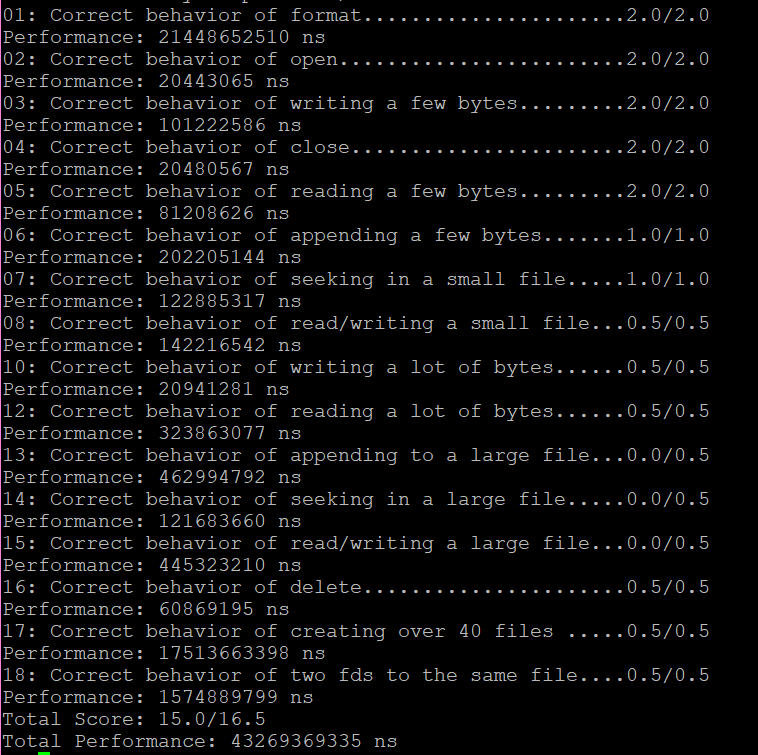 01: Correct behavior of format......................2.0/2.0
Performance: 21448652510 ns
02: Correct behavior of open........................2.0/2.0
Performance: 20443065 ns
03: Correct behavior of writing a few bytes.........2.0/2.0
Performance: 101222586 ns
04: Correct behavior of close.......................2.0/2.0
Performance: 20480567 ns
05: Correct behavior of reading a few bytes.........2.0/2.0
Performance: 81208626 ns
06: Correct behavior of appending a few bytes.......1.0/1.0
Performance: 202205144 ns
07: Correct behavior of seeking in a small file.....1.0/1.0
Performance: 122885317 ns
08: Correct behavior of read/writing a small file...0.5/0.5
Performance: 142216542 ns
10: Correct behavior of writing a lot of bytes......0.5/0.5
Performance: 20941281 ns
12: Correct behavior of reading a lot of bytes......0.5/0.5
Performance: 323863077 ns
13: Correct behavior of appending to a large file...0.0/0.5
Performance: 462994792 ns
14: Correct behavior of seeking in a large file.....0.0/0.5
Performance: 121683660 ns
15: Correct behavior of read/writing a large file...0.0/0.5
Performance: 445323210 ns
16: Correct behavior of delete......................0.5/0.5
Performance: 60869195 ns
17: Correct behavior of creating over 40 files .....0.5/0.5
Performance: 17513663398 ns
18: Correct behavior of two fds to the same file....0.5/0.5
Performance: 1574889799 ns
Total Score: 15.0/16.5
Total Performance: 43269369335 ns